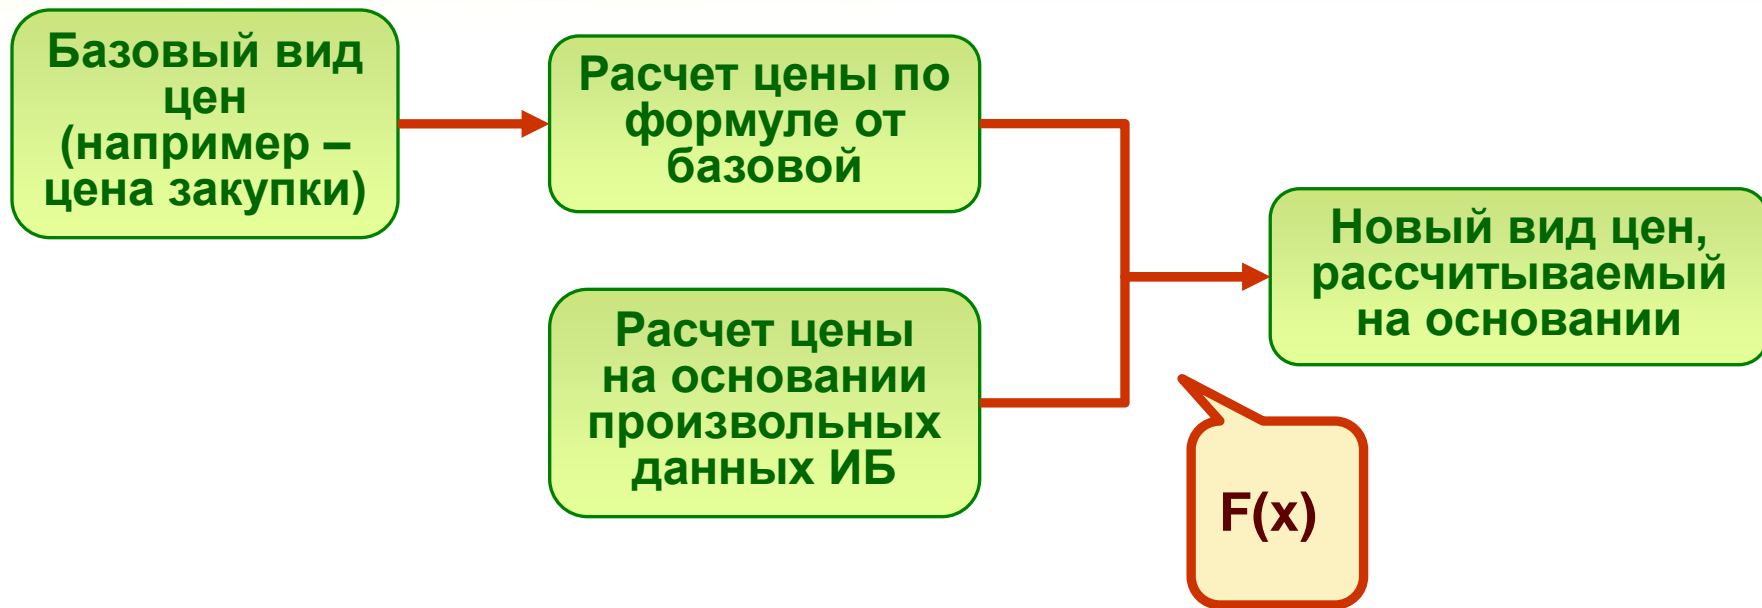 Базовый вид
цен
(например –
цена закупки)
Расчет цены по
формуле от
базовой
Расчет цены
на основании
произвольных
данных ИБ
Новый вид цен,
рассчитываемый
на основании
F(x)